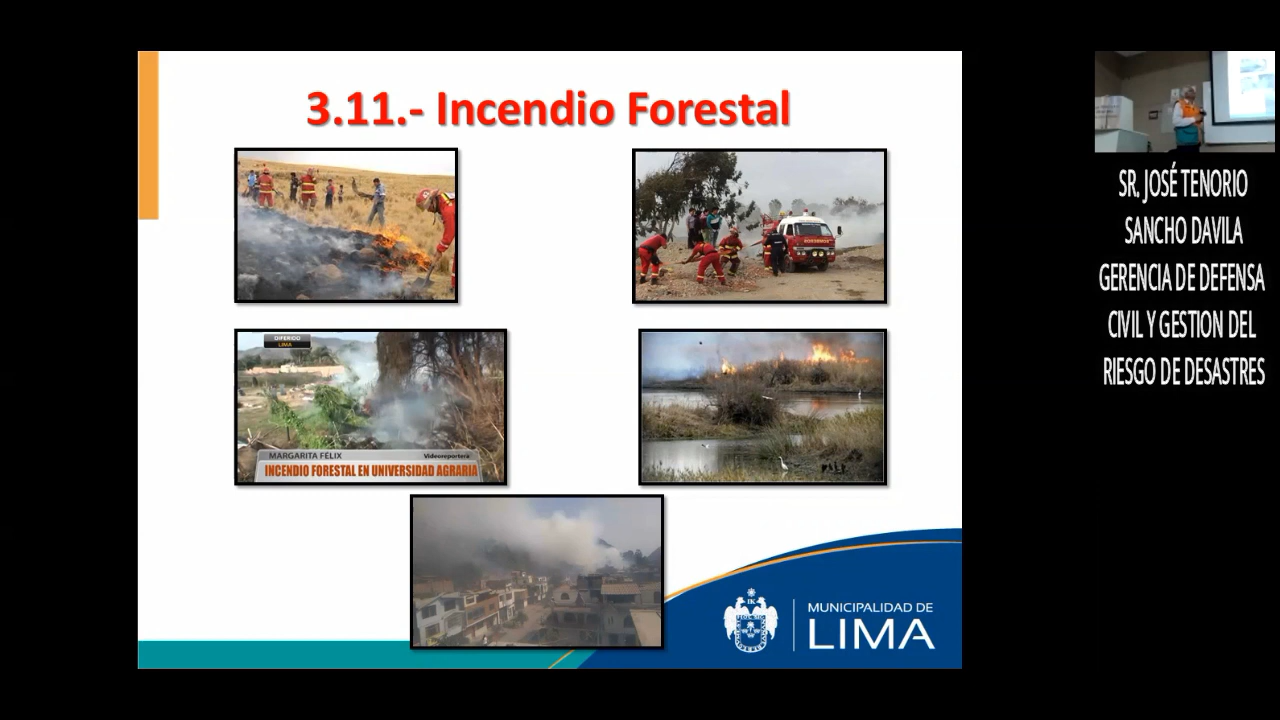 3.11.- Incendio Forestal
BOMBEROS
DIFERIDO
LIMA
MARGARITA FÉLIX
Videoreportera
INCENDIO FORESTAL EN UNIVERSIDAD AGRARIA
MUNICIPALIDAD DE
LIMA
SR. JOSÉ TENORIO
SANCHO DAVILA
GERENCIA DE DEFENSA
CIVIL Y GESTION DEL
RIESGO DE DESASTRES